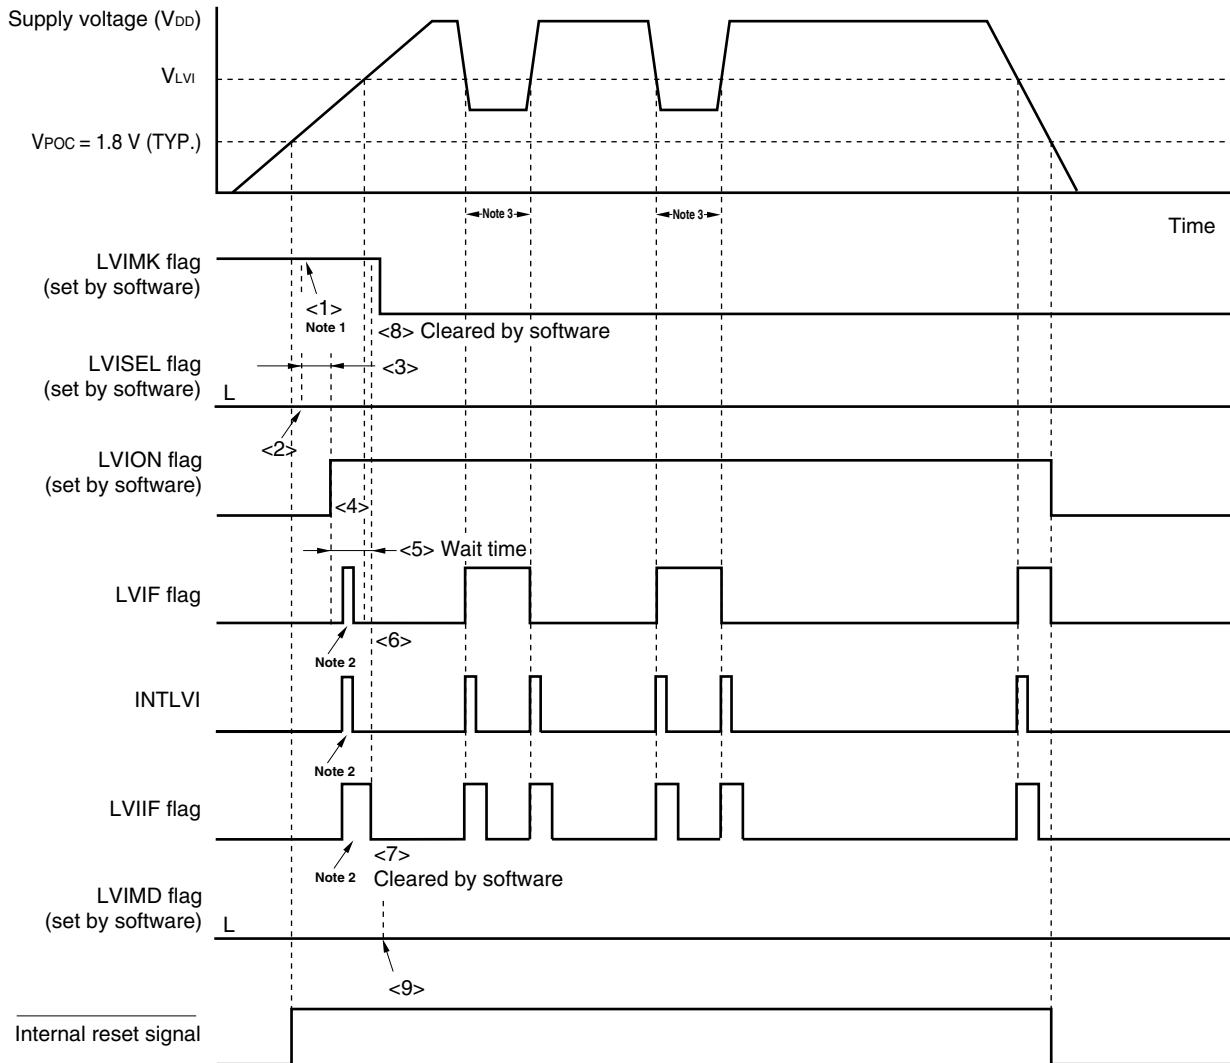 Supply voltage (VDD)
VLVI
VPOC = 1.8 V (TYP.)
Note 3
Note 3
Time
LVIMK flag
(set by software)
<1>
Note 1
<8> Cleared by software
LVISEL flag
(set by software)
L
<3>
<2>
LVION flag
(set by software)
<4>
<5> Wait time
LVIF flag
<6>
Note 2
INTLVI
Note 2
LVIIF flag
<7>
Note 2
Cleared by software
LVIMD flag
(set by software)
L
<9>
Internal reset signal